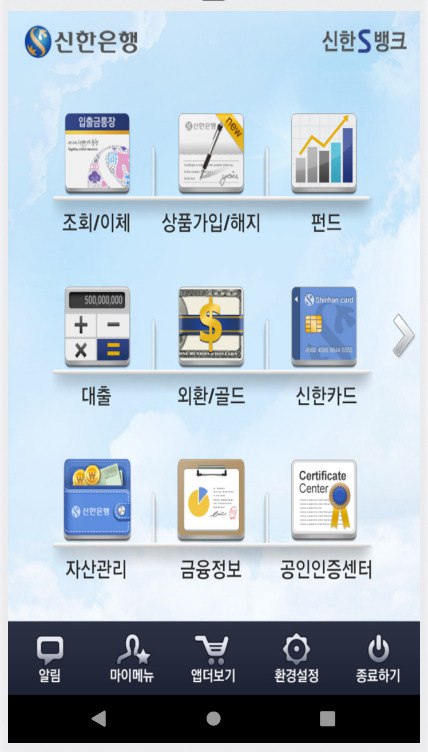 신한은행
신한S뱅크
입출금통장
신한은행
new
조회/이체
상품가입/해지
펀드
500,000,000
Shinhan card
대출
외환/골드
신한카드
신한은행
Certificate
Center
자산관리
금융정보
공인인증센터
알림
마이메뉴
앱더보기
환경설정
종료하기